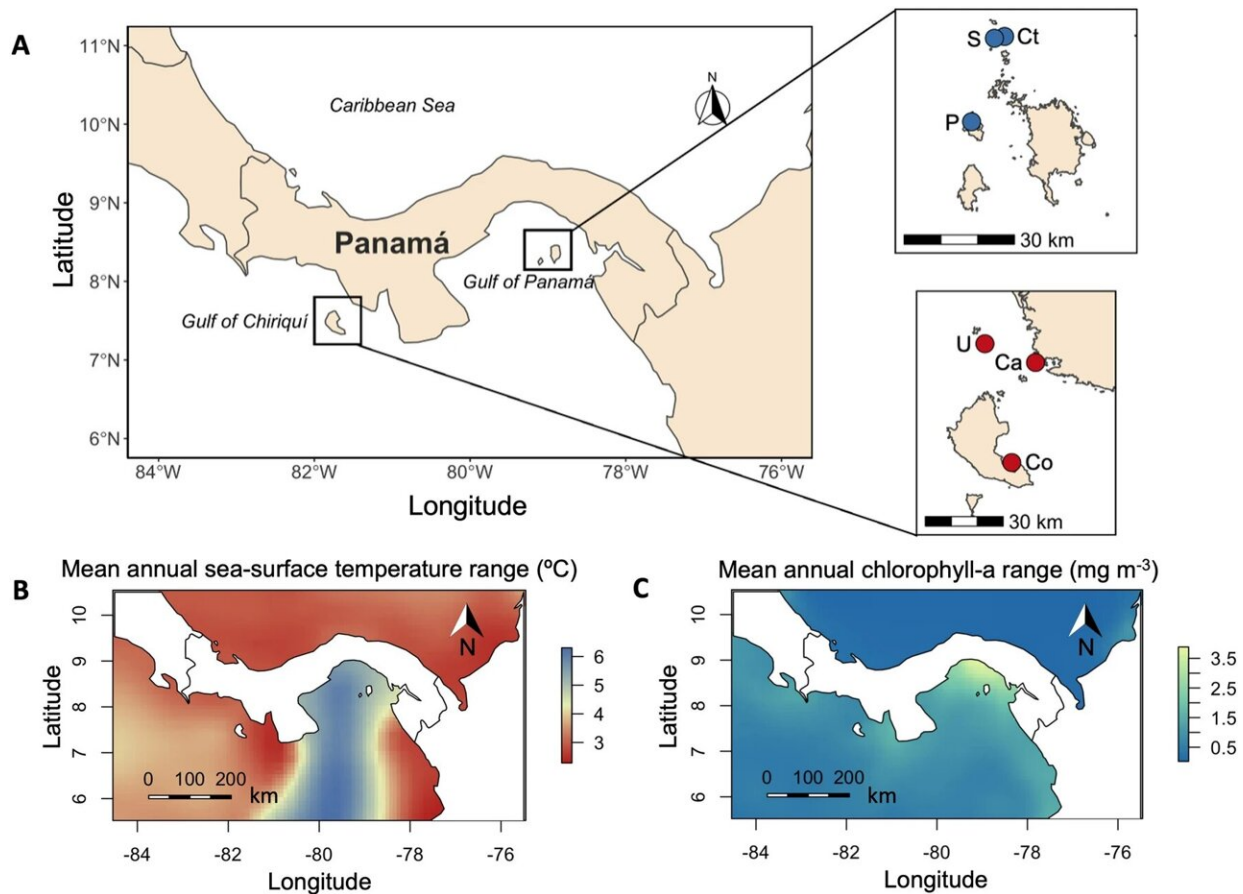 A
11°N
10°N
9°N
8°N
7°N
6°N
Latitude
84°W
82°W
80°W
78°W
76°W
Longitude
Caribbean Sea
N
Panamá
Gulf of Panamá
Gulf of Chiriquí
S
Ct
P
30 km
U
Ca
Co
30 km
B
Mean annual sea-surface temperature range (ºC)
10
9
8
7
6
Latitude
N
0 100 200
km
-84 -82 -80 -78 -76
Longitude
6
5
4
3
C
Mean annual chlorophyll-a range (mg m-3)
10
9
8
7
6
Latitude
N
0 100 200
km
-84 -82 -80 -78 -76
Longitude
3.5
2.5
1.5
0.5